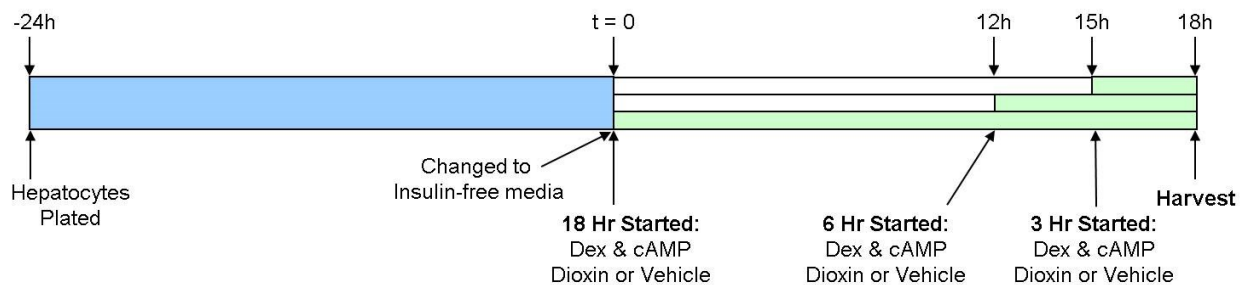 -24h
t = 0
12h
15h
18h
Hepatocytes
Plated
Changed to
Insulin-free media
18 Hr Started:
Dex & cAMP
Dioxin or Vehicle
6 Hr Started:
Dex & cAMP
Dioxin or Vehicle
3 Hr Started:
Dex & cAMP
Dioxin or Vehicle
Harvest